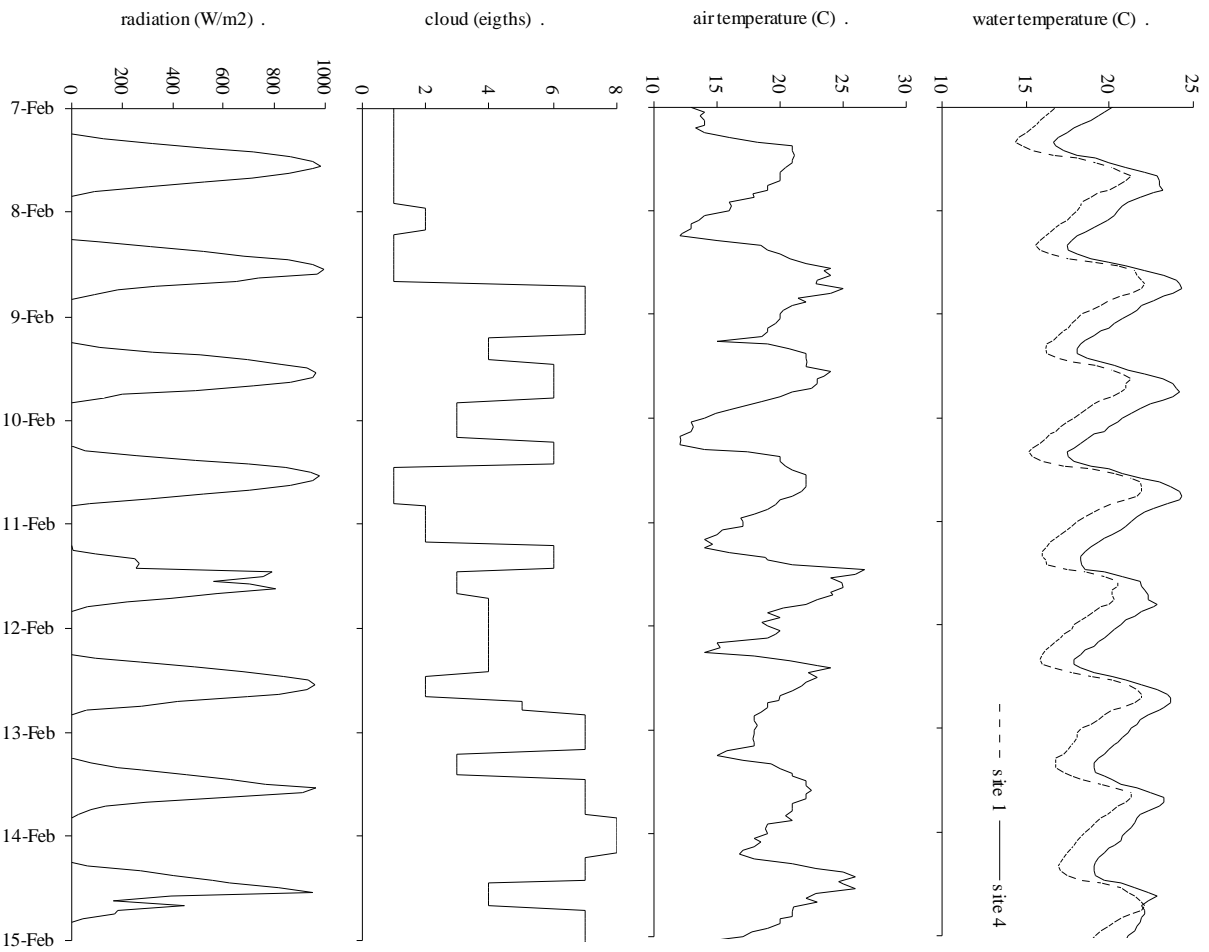 radiation (W/m2) .
cloud (eigths) .
air temperature (C) .
water temperature (C) .
0
200
400
600
800
1000
0
2
4
6
8
10
15
20
25
30
10
15
20
25
7-Feb
8-Feb
9-Feb
10-Feb
11-Feb
12-Feb
13-Feb
14-Feb
15-Feb
site 1
site 4